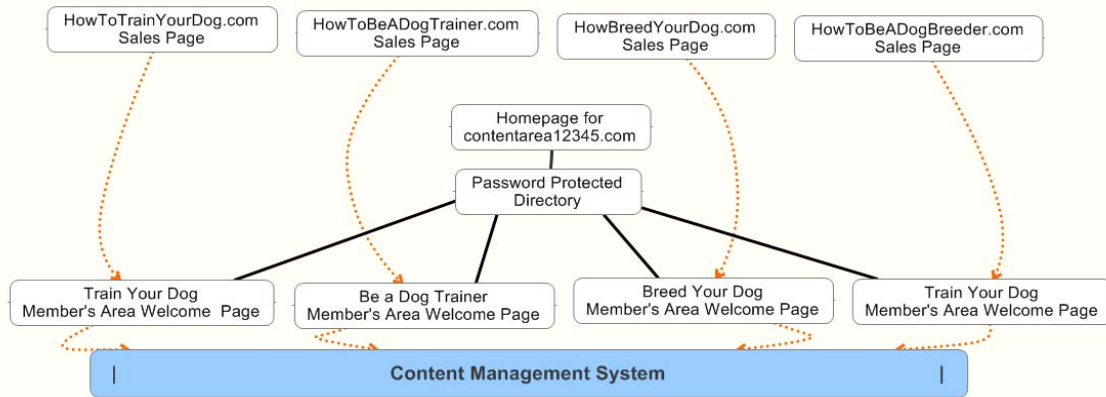 HowToTrainYourDog.com
Sales Page
HowToBeADogTrainer.com
Sales Page
HowBreedYourDog.com
Sales Page
HowToBeADogBreeder.com
Sales Page
Homepage for
contentarea12345.com
Password Protected
Directory
Train Your Dog
Member's Area Welcome Page
Be a Dog Trainer
Member's Area Welcome Page
Breed Your Dog
Member's Area Welcome Page
Train Your Dog
Member's Area Welcome Page
| Content Management System |